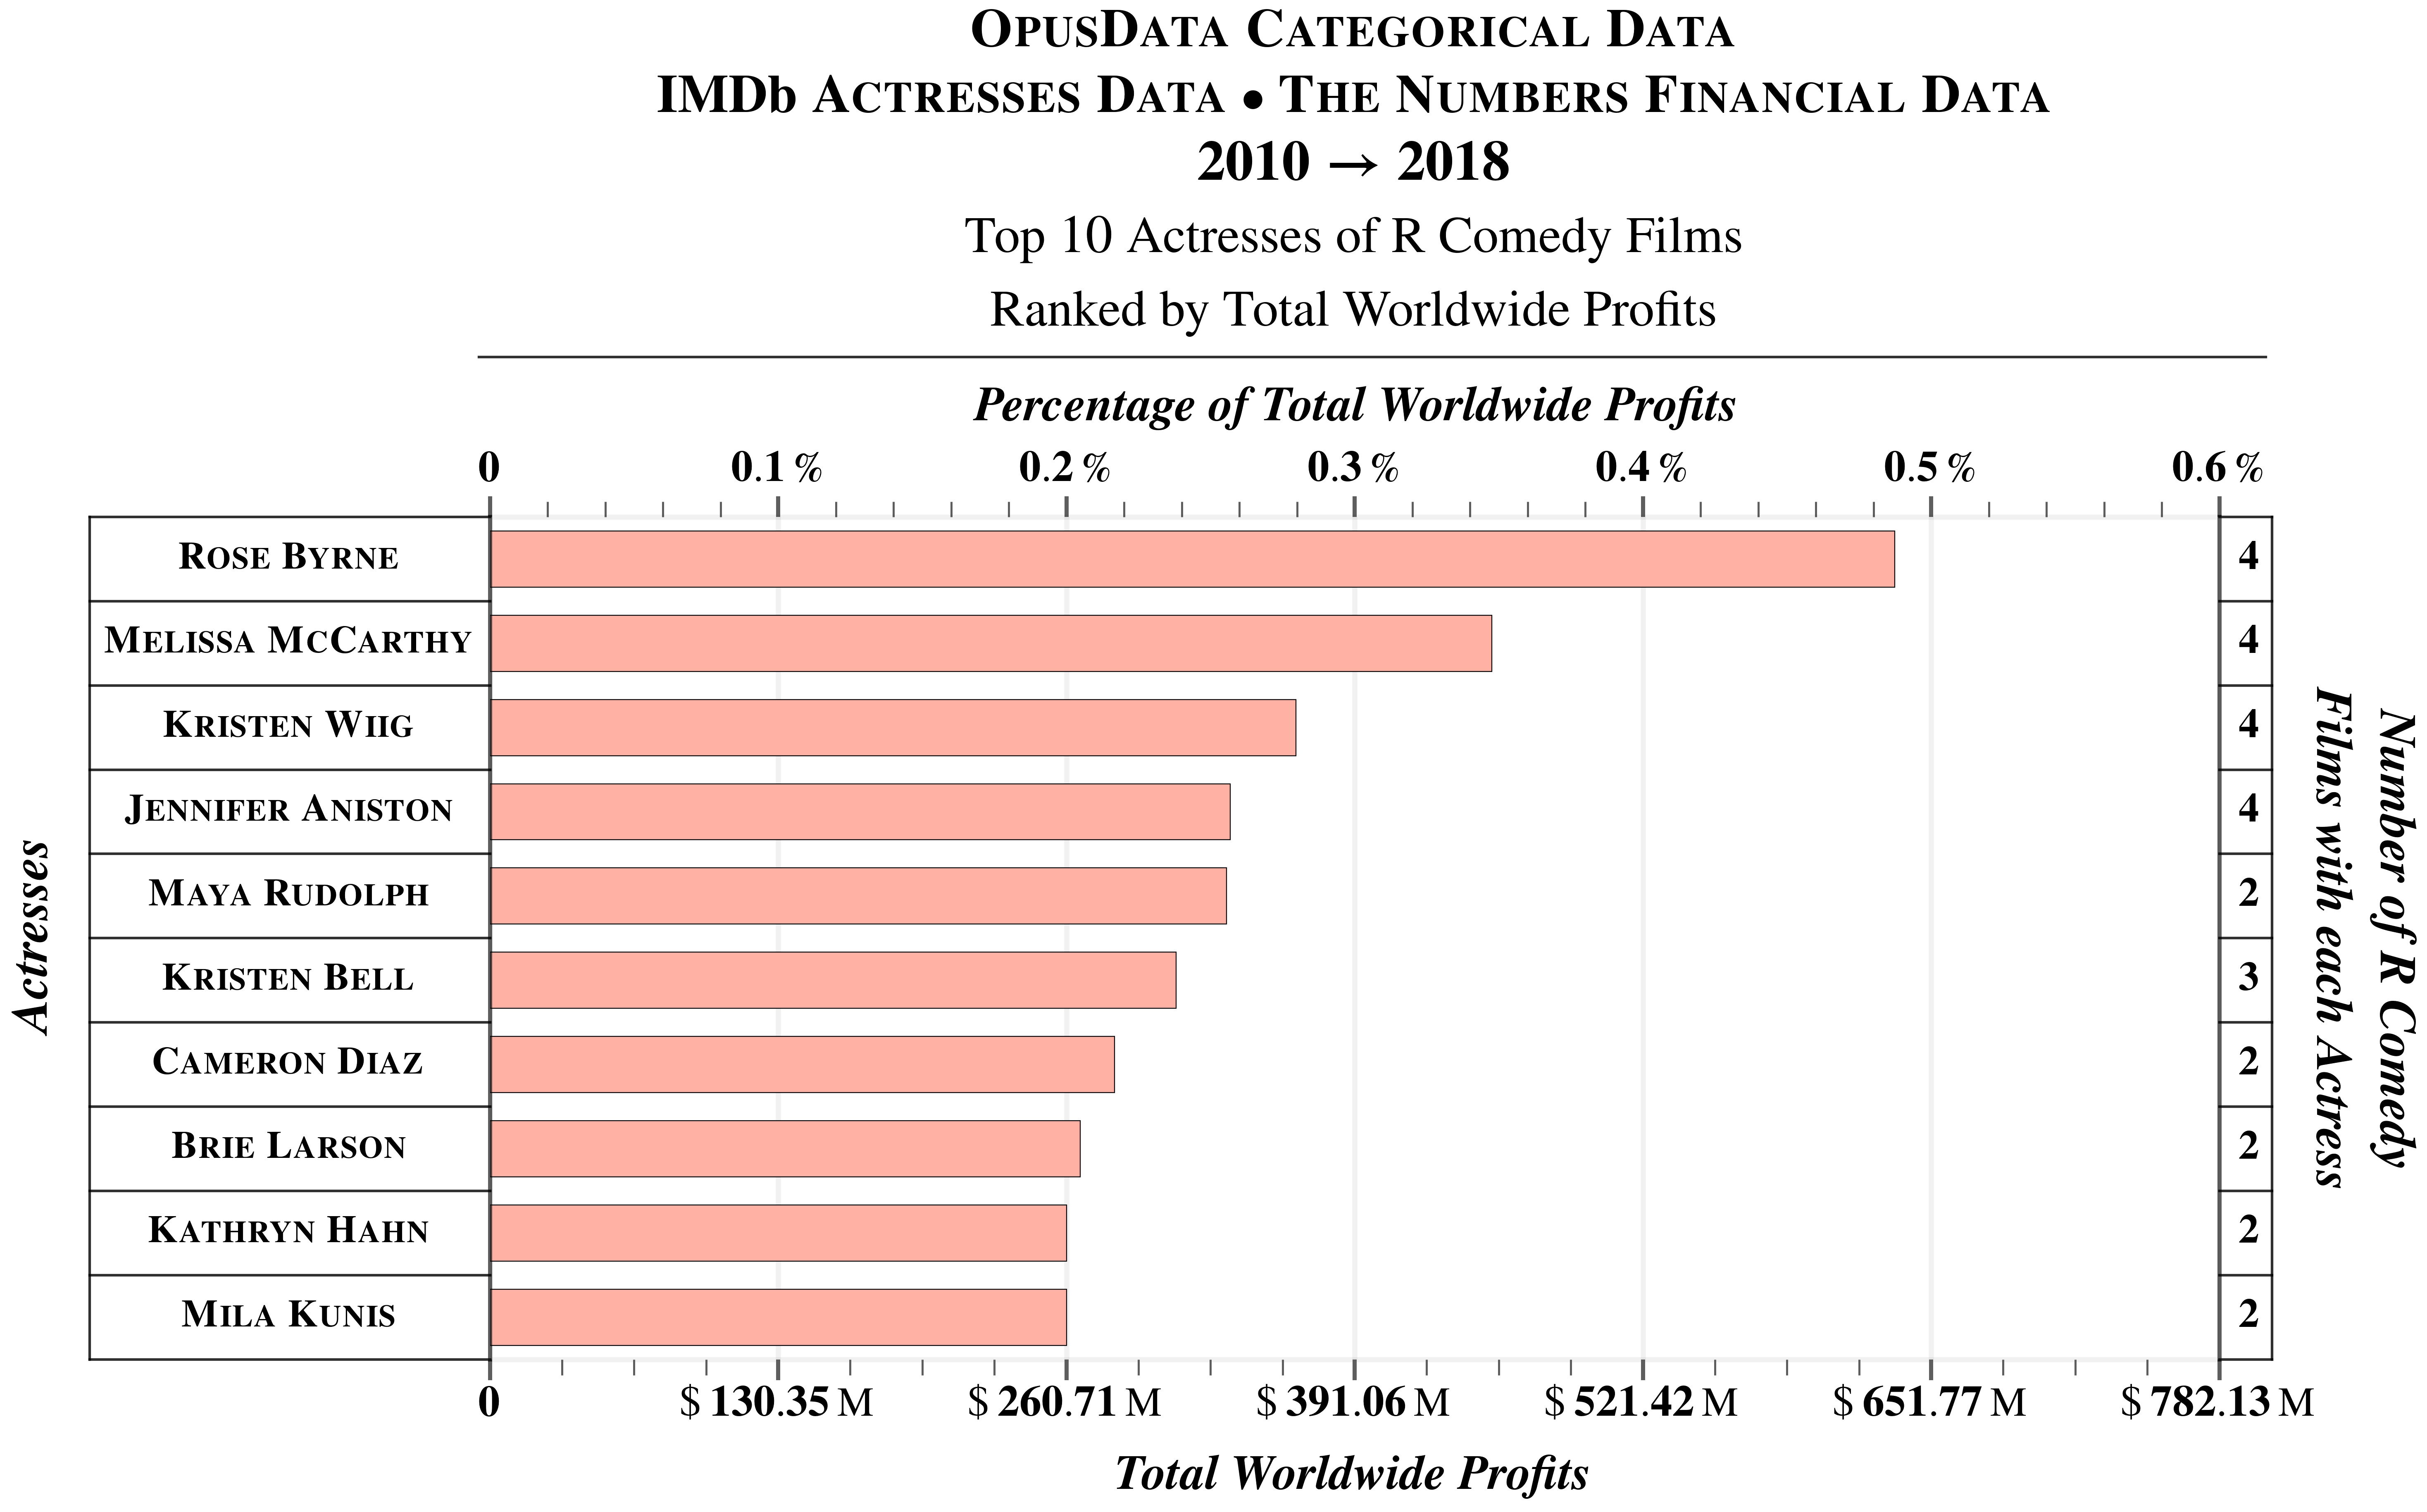 OpusData Categorical Data
IMDb Actresses Data • The Numbers Financial Data
2010 → 2018
Top 10 Actresses of R Comedy Films
Ranked by Total Worldwide Profits
Percentage of Total Worldwide Profits
0 0.1 % 0.2 % 0.3 % 0.4 % 0.5 % 0.6 %
Rose Byrne 4
Melissa McCarthy 4
Kristen Wiig 4
Jennifer Aniston 4
Maya Rudolph 2
Kristen Bell 3
Cameron Diaz 2
Brie Larson 2
Kathryn Hahn 2
Mila Kunis 2
Actresses
Number of R Comedy
Films with each Actress
0 $ 130.35 M $ 260.71 M $ 391.06 M $ 521.42 M $ 651.77 M $ 782.13 M
Total Worldwide Profits